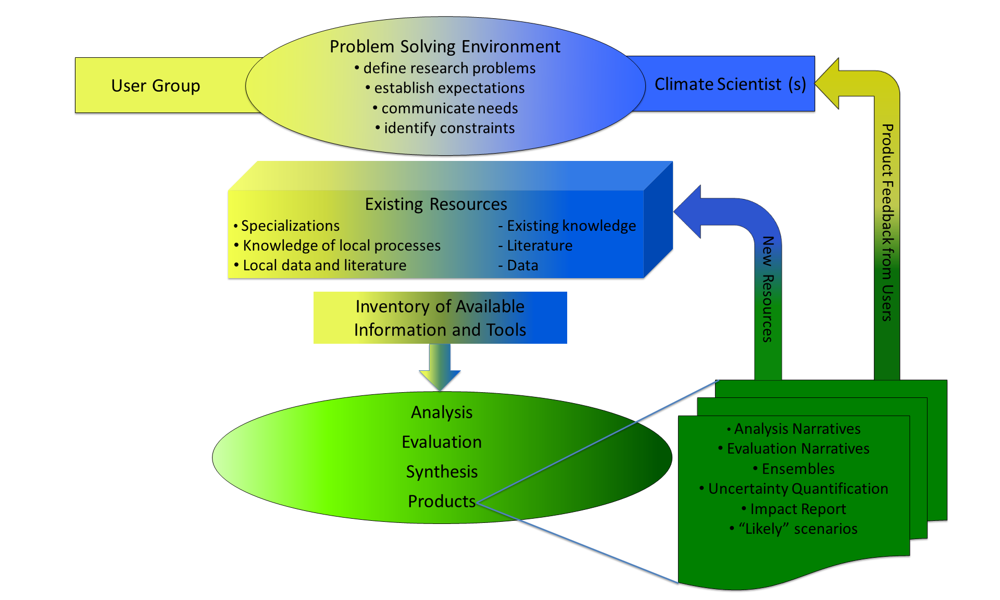 Problem Solving Environment
• define research problems
• establish expectations
• communicate needs
• identify constraints
User Group
Climate Scientist (s)
Existing Resources
• Specializations
• Knowledge of local processes
• Local data and literature
- Existing knowledge
- Literature
- Data
Inventory of Available
Information and Tools
Analysis
Evaluation
Synthesis
Products
New Resources
Product Feedback from Users
• Analysis Narratives
• Evaluation Narratives
• Ensembles
• Uncertainty Quantification
• Impact Report
• “Likely” scenarios